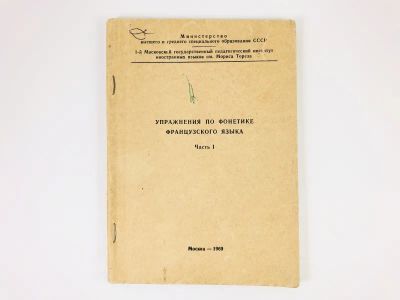 Министерство
высшего и среднего специального образования СССР
1-й Московский государственный педагогический институт
иностранных языков им. Мориса Тореза
УПРАЖНЕНИЯ ПО ФОНЕТИКЕ
ФРАНЦУЗСКОГО ЯЗЫКА
Часть I
Москва — 1969